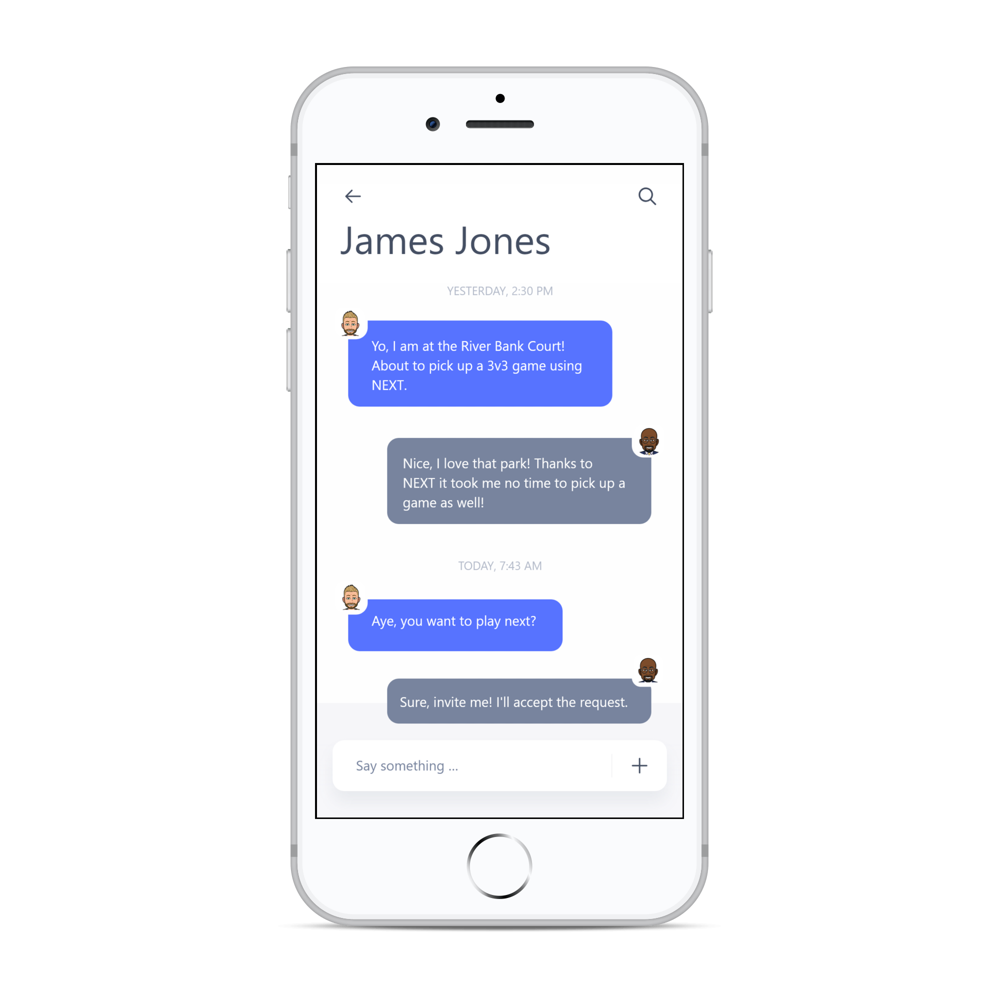 James Jones
YESTERDAY, 2:30 PM
Yo, I am at the River Bank Court!
About to pick up a 3v3 game using
NEXT.
Nice, I love that park! Thanks to
NEXT it took me no time to pick up a
game as well!
TODAY, 7:43 AM
Aye, you want to play next?
Sure, invite me! I'll accept the request.
Say something ...